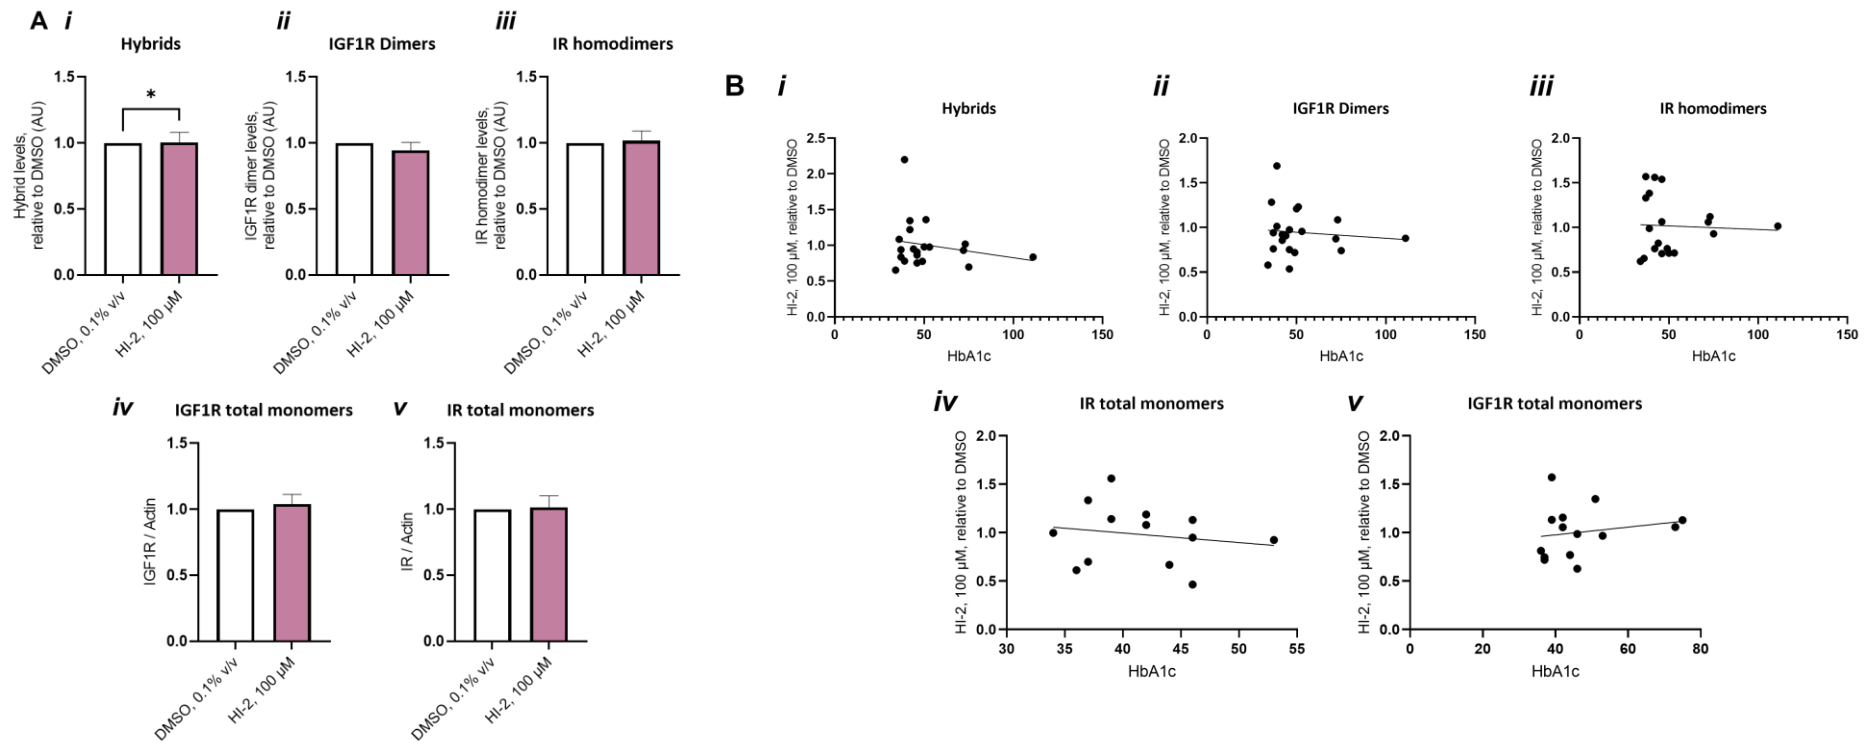 A
i
Hybrids
Hybrid levels,
relative to DMSO (AU)
1.5
1.0
0.5
0.0
*
DMSO, 0.1% v/v
HI-2, 100 µM
ii
IGF1R Dimers
IGF1R dimer levels,
relative to DMSO (AU)
1.5
1.0
0.5
0.0
DMSO, 0.1% v/v
HI-2, 100 µM
iii
IR homodimers
IR homodimer levels,
relative to DMSO (AU)
1.5
1.0
0.5
0.0
DMSO, 0.1% v/v
HI-2, 100 µM
iv
IGF1R total monomers
IGF1R / Actin
1.5
1.0
0.5
0.0
DMSO, 0.1% v/v
HI-2, 100 µM
v
IR total monomers
IR / Actin
1.5
1.0
0.5
0.0
DMSO, 0.1% v/v
HI-2, 100 µM
B
i
Hybrids
HI-2, 100 µM, relative to DMSO
2.5
2.0
1.5
1.0
0.5
0.0
0 50 100 150
HbA1c
ii
IGF1R Dimers
HI-2, 100 µM, relative to DMSO
2.0
1.5
1.0
0.5
0.0
0 50 100 150
HbA1c
iii
IR homodimers
HI-2, 100 µM, relative to DMSO
2.0
1.5
1.0
0.5
0.0
0 50 100 150
HbA1c
iv
IR total monomers
HI-2, 100 µM, relative to DMSO
2.0
1.5
1.0
0.5
0.0
30 35 40 45 50 55
HbA1c
v
IGF1R total monomers
HI-2, 100 µM, relative to DMSO
2.0
1.5
1.0
0.5
0.0
0 20 40 60 80
HbA1c